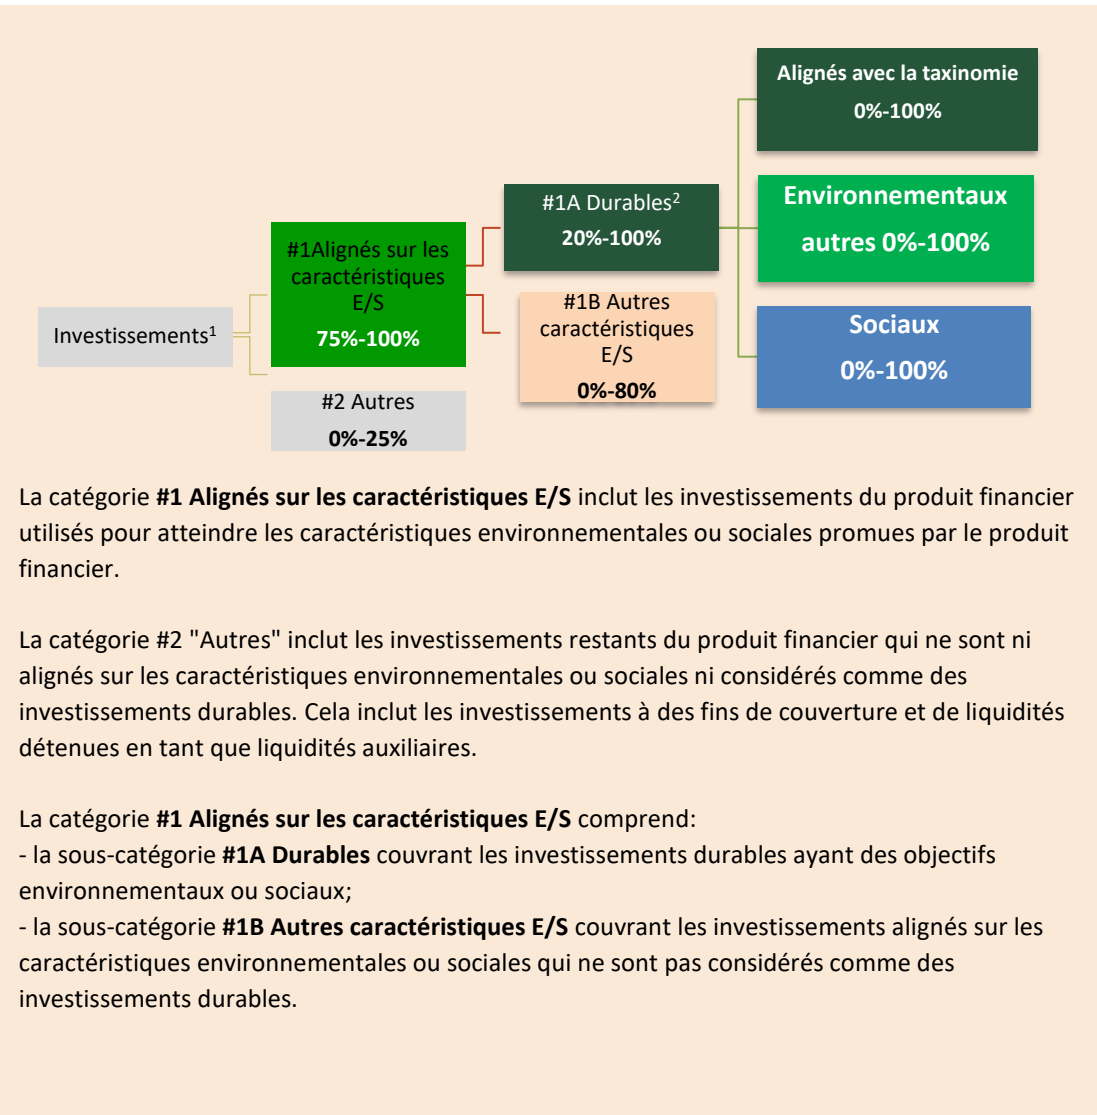 Alignés avec la taxinomie
0%-100%
#1A Durables²
20%-100%
Environnementaux
autres 0%-100%
#1Alignés sur les
caractéristiques
E/S
75%-100%
#1B Autres
caractéristiques
E/S
0%-80%
Sociaux
0%-100%
Investissements¹
#2 Autres
0%-25%
La catégorie #1 Alignés sur les caractéristiques E/S inclut les investissements du produit financier
utilisés pour atteindre les caractéristiques environnementales ou sociales promues par le produit
financier.
La catégorie #2 "Autres" inclut les investissements restants du produit financier qui ne sont ni
alignés sur les caractéristiques environnementales ou sociales ni considérés comme des
investissements durables. Cela inclut les investissements à des fins de couverture et de liquidités
détenues en tant que liquidités auxiliaires.
La catégorie #1 Alignés sur les caractéristiques E/S comprend:
- la sous-catégorie #1A Durables couvrant les investissements durables ayant des objectifs
environnementaux ou sociaux;
- la sous-catégorie #1B Autres caractéristiques E/S couvrant les investissements alignés sur les
caractéristiques environnementales ou sociales qui ne sont pas considérés comme des
investissements durables.